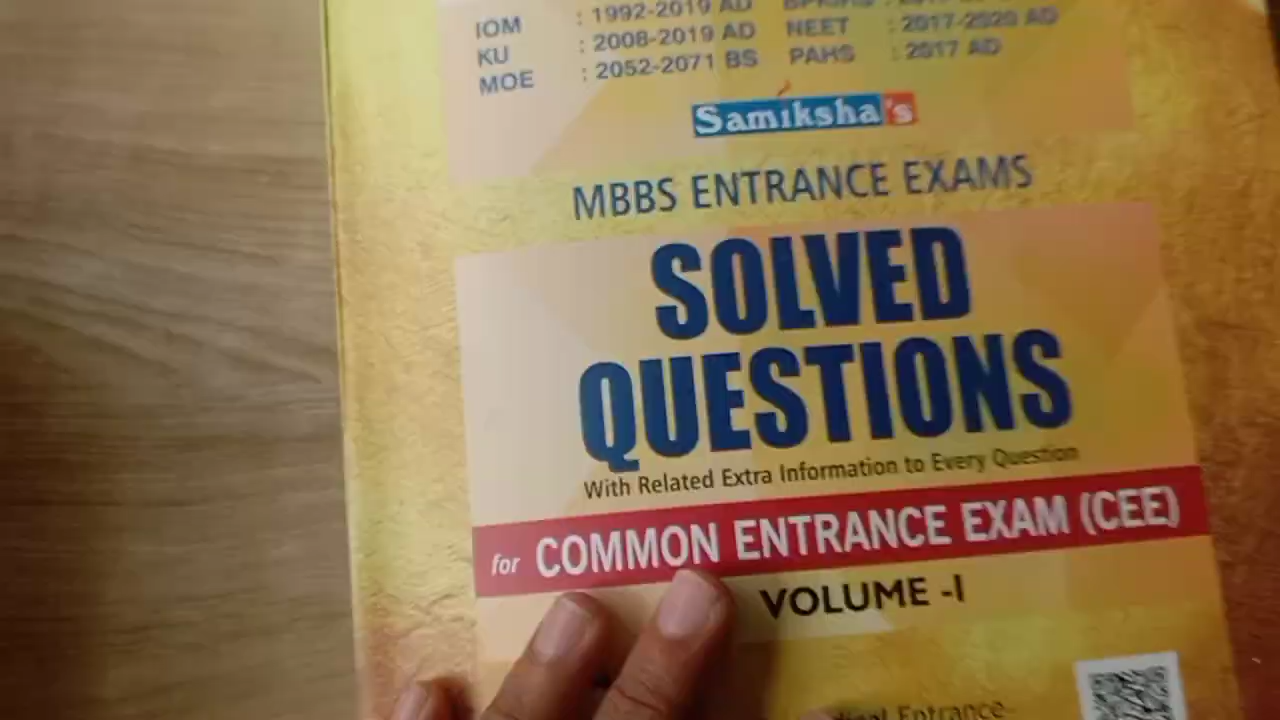 IOM : 1992-2019 AD
KU : 2008-2019 AD NEET : 2017-2020 AD
MOE : 2052-2071 BS PAHS : 2017 AD
Samiksha's
MBBS ENTRANCE EXAMS
SOLVED
QUESTIONS
With Related Extra Information to Every Question
for COMMON ENTRANCE EXAM (CEE)
VOLUME -I
Entrance